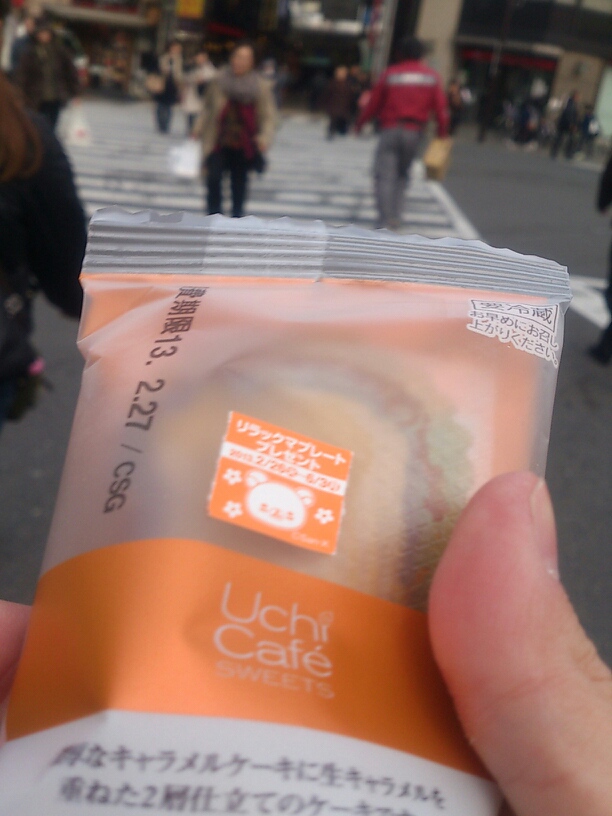 期限13. 2.27 / CSG
要冷蔵
お早めにお召し
上がりください
リラックマプレート
プレゼント
Uchi
Café
SWEETS
なキャラメルケーキに生キャラメルを
重ねた2層仕立てのケーキです